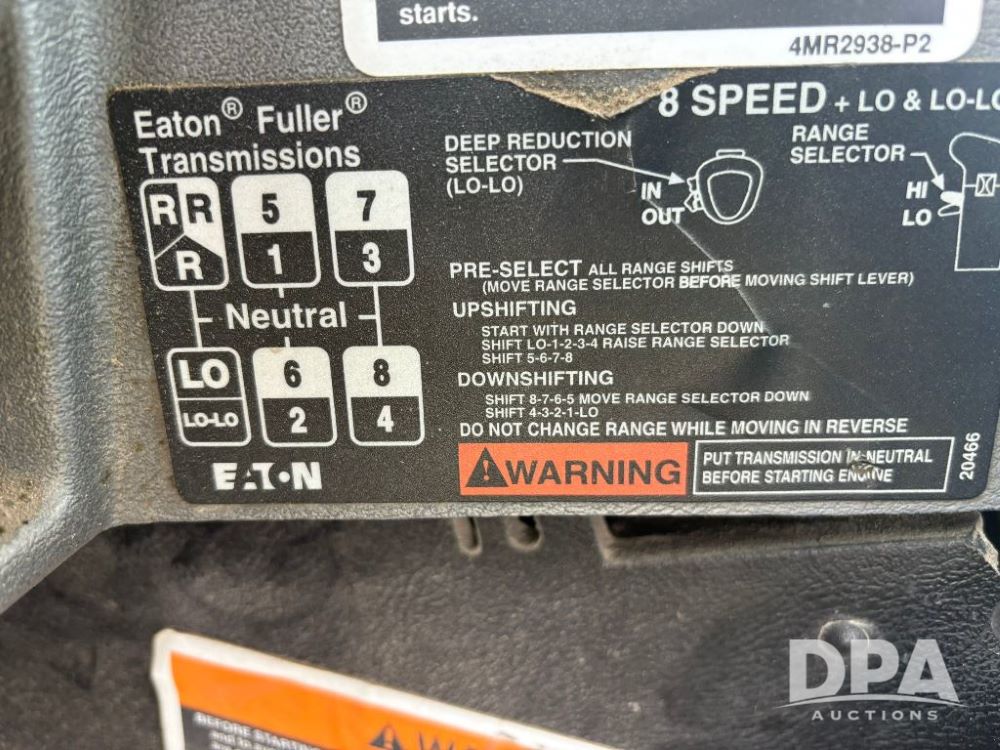 starts.
4MR2938-P2
Eaton® Fuller®
Transmissions
8 SPEED + LO & LO-LO
DEEP REDUCTION
SELECTOR
(LO-LO)
IN
OUT
RANGE
SELECTOR
HI
LO
R R 5 7
R 1 3
Neutral
LO 6 8
LO-LO 2 4
EATON
PRE-SELECT ALL RANGE SHIFTS
(MOVE RANGE SELECTOR BEFORE MOVING SHIFT LEVER)
UPSHIFTING
START WITH RANGE SELECTOR DOWN
SHIFT LO-1-2-3-4 RAISE RANGE SELECTOR
SHIFT 5-6-7-8
DOWNSHIFTING
SHIFT 8-7-6-5 MOVE RANGE SELECTOR DOWN
SHIFT 4-3-2-1-LO
DO NOT CHANGE RANGE WHILE MOVING IN REVERSE
WARNING
PUT TRANSMISSION IN NEUTRAL
BEFORE STARTING ENGINE
20466
BEFORE STARTING
DPA
AUCTIONS